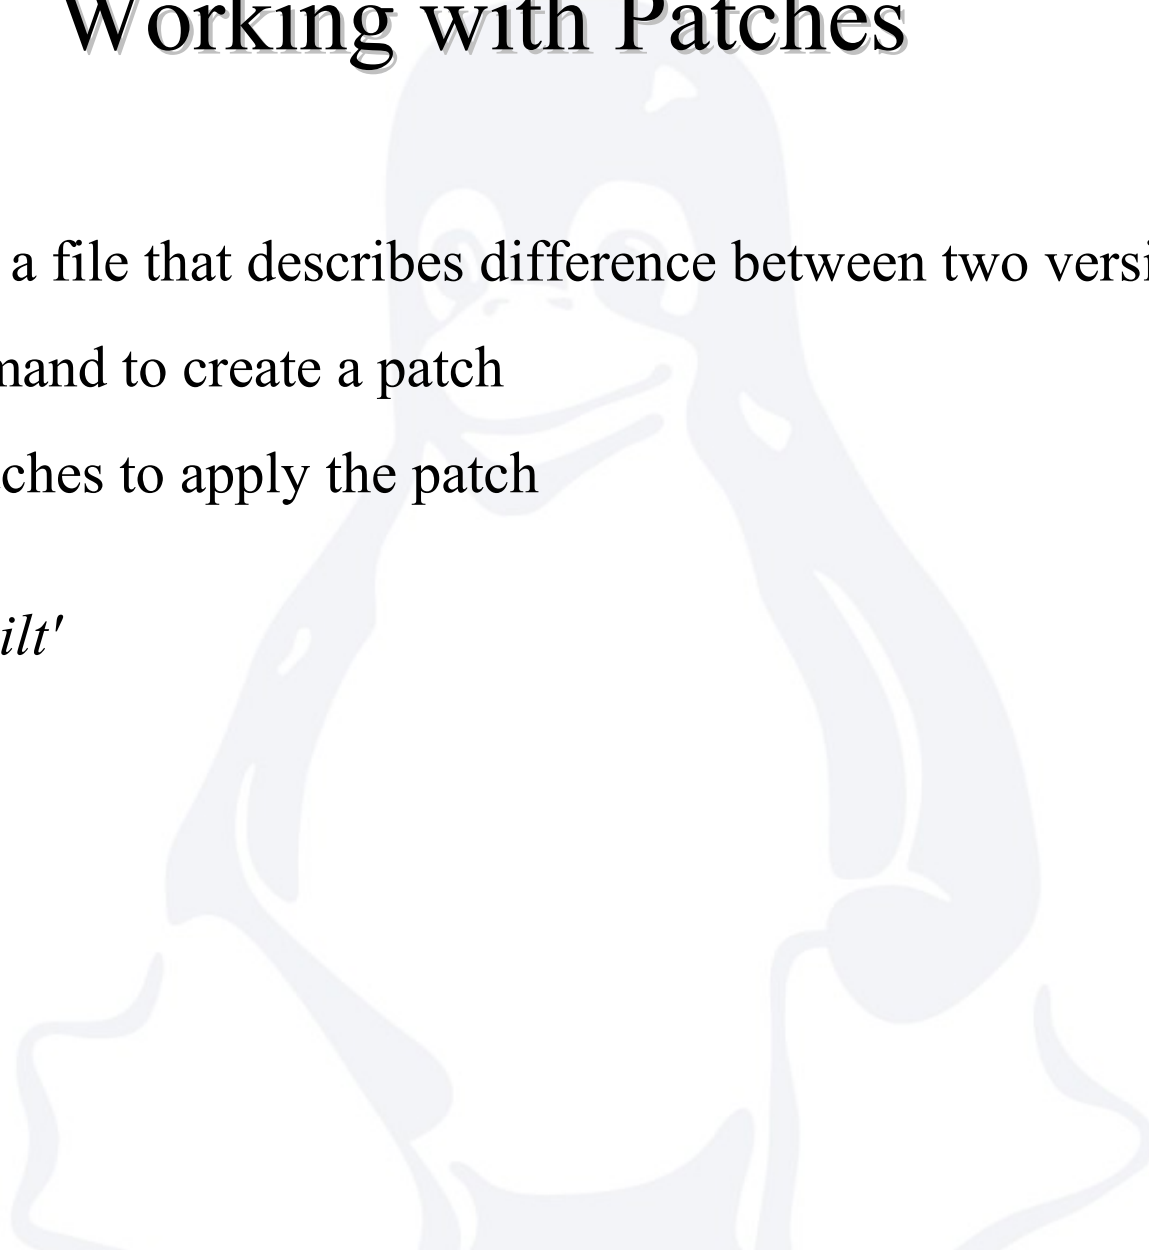 Working with Patches
a file that describes difference between two versi
mand to create a patch
ches to apply the patch
ilt'